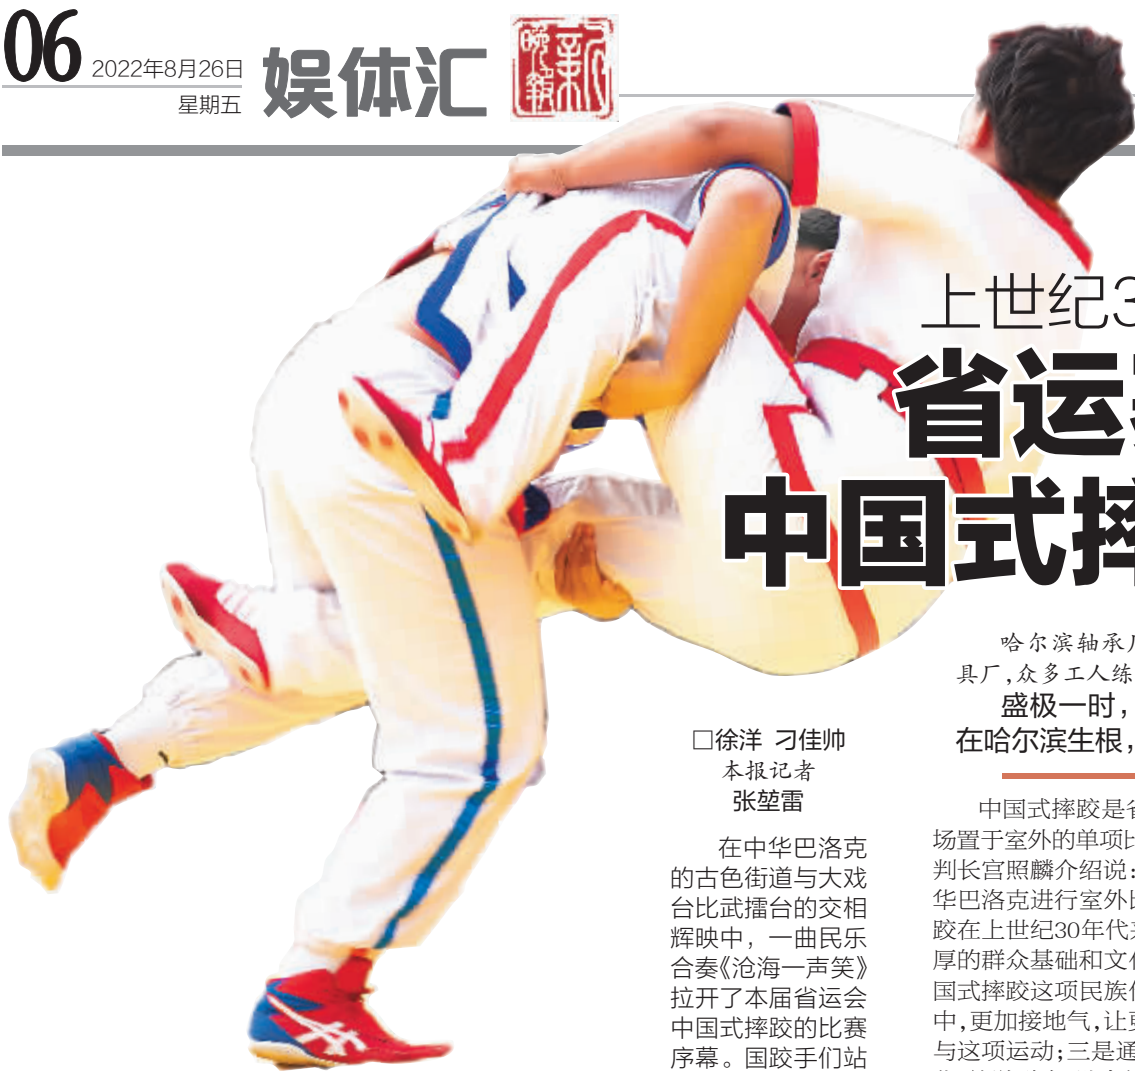 06
2022年8月26日
星期五
娱体汇
新晚报
上世纪3
省运
中国式摔
哈尔滨轴承厂
具厂,众多工人练
盛极一时,
在哈尔滨生根,
□徐洋 刁佳帅
本报记者
张堃雷
在中华巴洛克
的古色街道与大戏
台比武擂台的交相
辉映中，一曲民乐
合奏《沧海一声笑》
拉开了本届省运会
中国式摔跤的比赛
序幕。国跤手们站
中国式摔跤是省
场置于室外的单项比
判长宫照麟介绍说:
华巴洛克进行室外比
跤在上世纪30年代
厚的群众基础和文化
国式摔跤这项民族传
中,更加接地气,让更
与这项运动;三是通